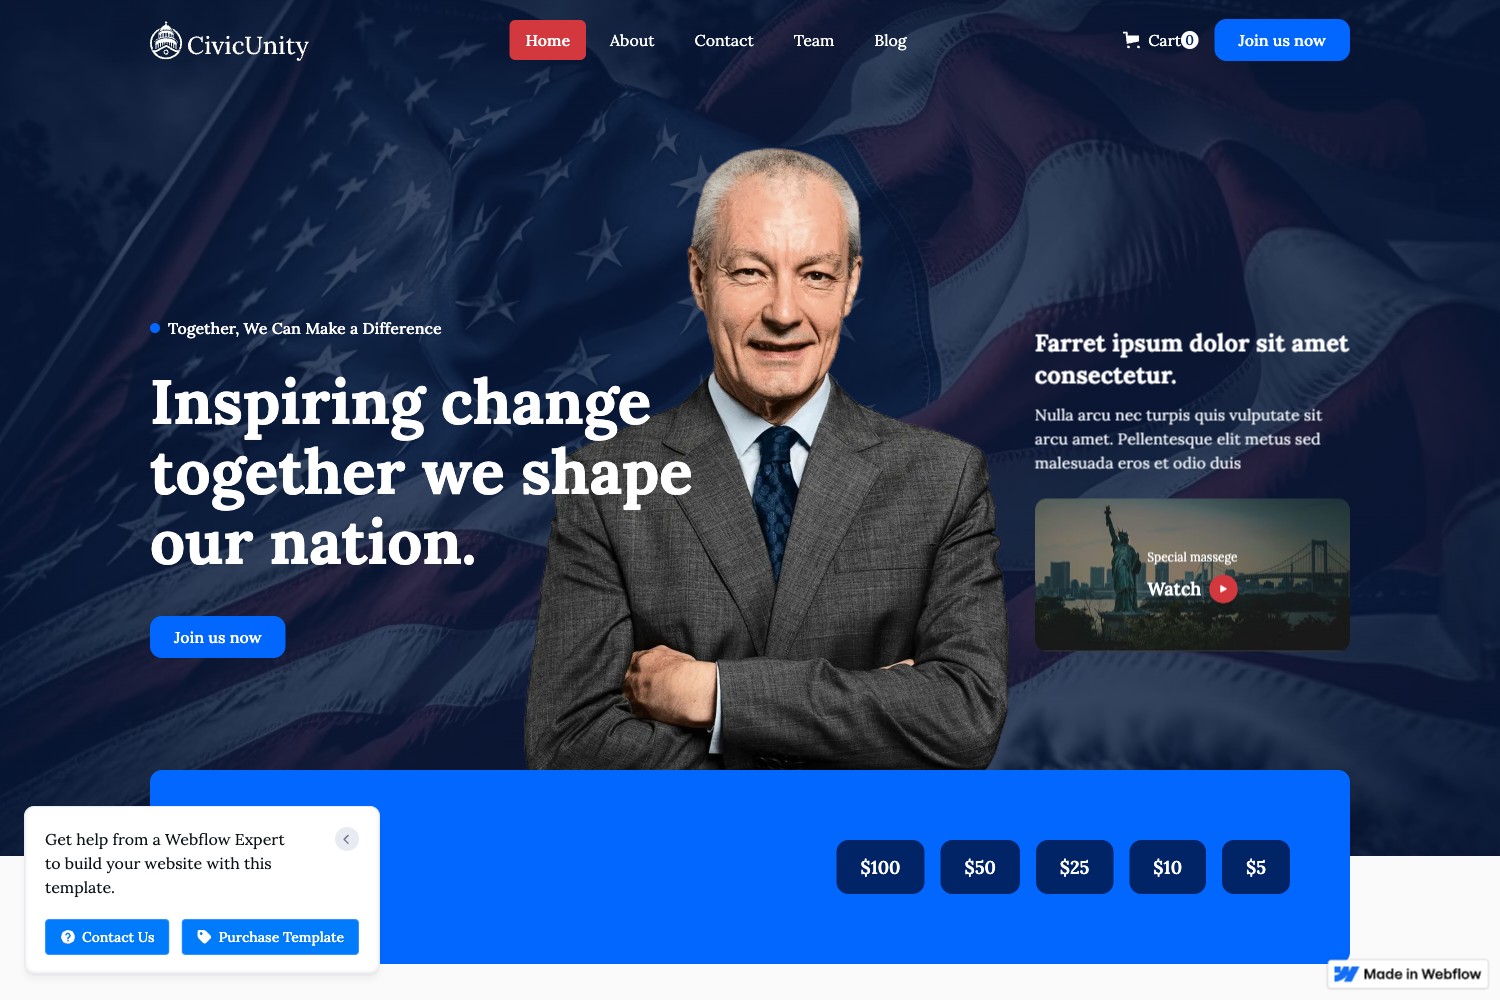 CivicUnity
Home
About
Contact
Team
Blog
Cart 0
Join us now
Together, We Can Make a Difference
Inspiring change
together we shape
our nation.
Join us now
Farret ipsum dolor sit amet
consectetur.
Nulla arcu nec turpis quis vulputate sit
arcu amet. Pellentesque elit metus sed
malesuada eros et odio duis
Special massege
Watch
$100
$50
$25
$10
$5
Get help from a Webflow Expert
to build your website with this
template.
Contact Us
Purchase Template
Made in Webflow